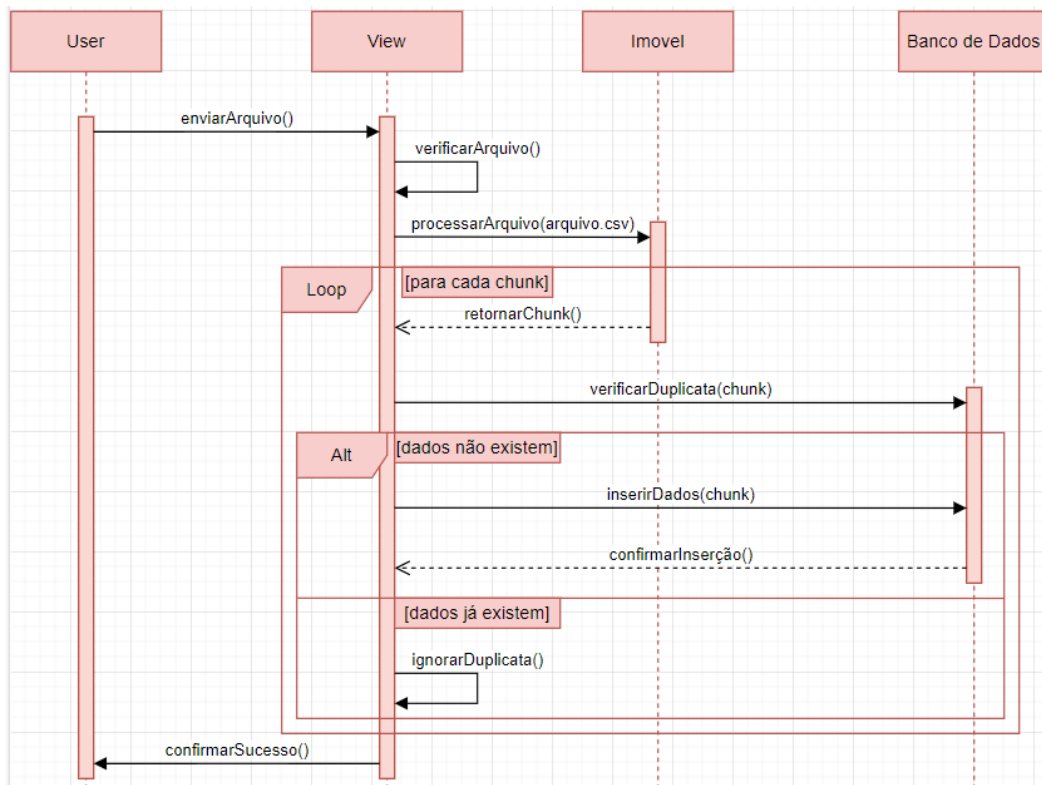 User
View
Imovel
Banco de Dados
enviarArquivo()
verificarArquivo()
processarArquivo(arquivo.csv)
Loop
[para cada chunk]
retornarChunk()
verificarDuplicata(chunk)
Alt
[dados não existem]
inserirDados(chunk)
confirmarInserção()
[dados já existem]
ignorarDuplicata()
confirmarSucesso()